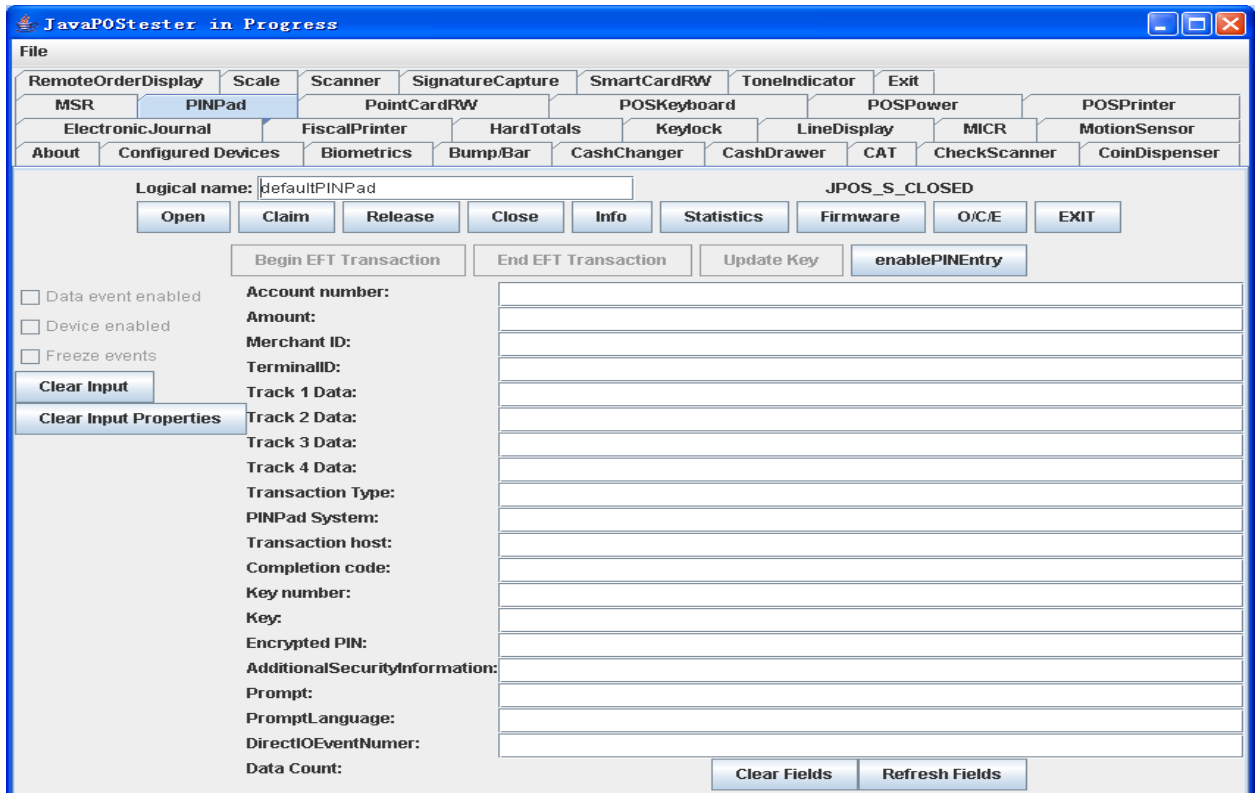 JavaPOStester in Progress
File
RemoteOrderDisplay Scale Scanner SignatureCapture SmartCardRW ToneIndicator Exit
MSR PINPad PointCardRW POSKeyboard POSPower POSPrinter
ElectronicJournal FiscalPrinter HardTotals Keylock LineDisplay MICR MotionSensor
About Configured Devices Biometrics Bump/Bar CashChanger CashDrawer CAT CheckScanner CoinDispenser
Logical name: defaultPINPad JPOS_S_CLOSED
Open Claim Release Close Info Statistics Firmware O/C/E EXIT
Begin EFT Transaction End EFT Transaction Update Key enablePINEntry
Data event enabled
Device enabled
Freeze events
Clear Input
Clear Input Properties
Account number:
Amount:
Merchant ID:
TerminalID:
Track 1 Data:
Track 2 Data:
Track 3 Data:
Track 4 Data:
Transaction Type:
PINPad System:
Transaction host:
Completion code:
Key number:
Key:
Encrypted PIN:
AdditionalSecurityInformation:
Prompt:
PromptLanguage:
DirectIOEventNumer:
Data Count:
Clear Fields Refresh Fields